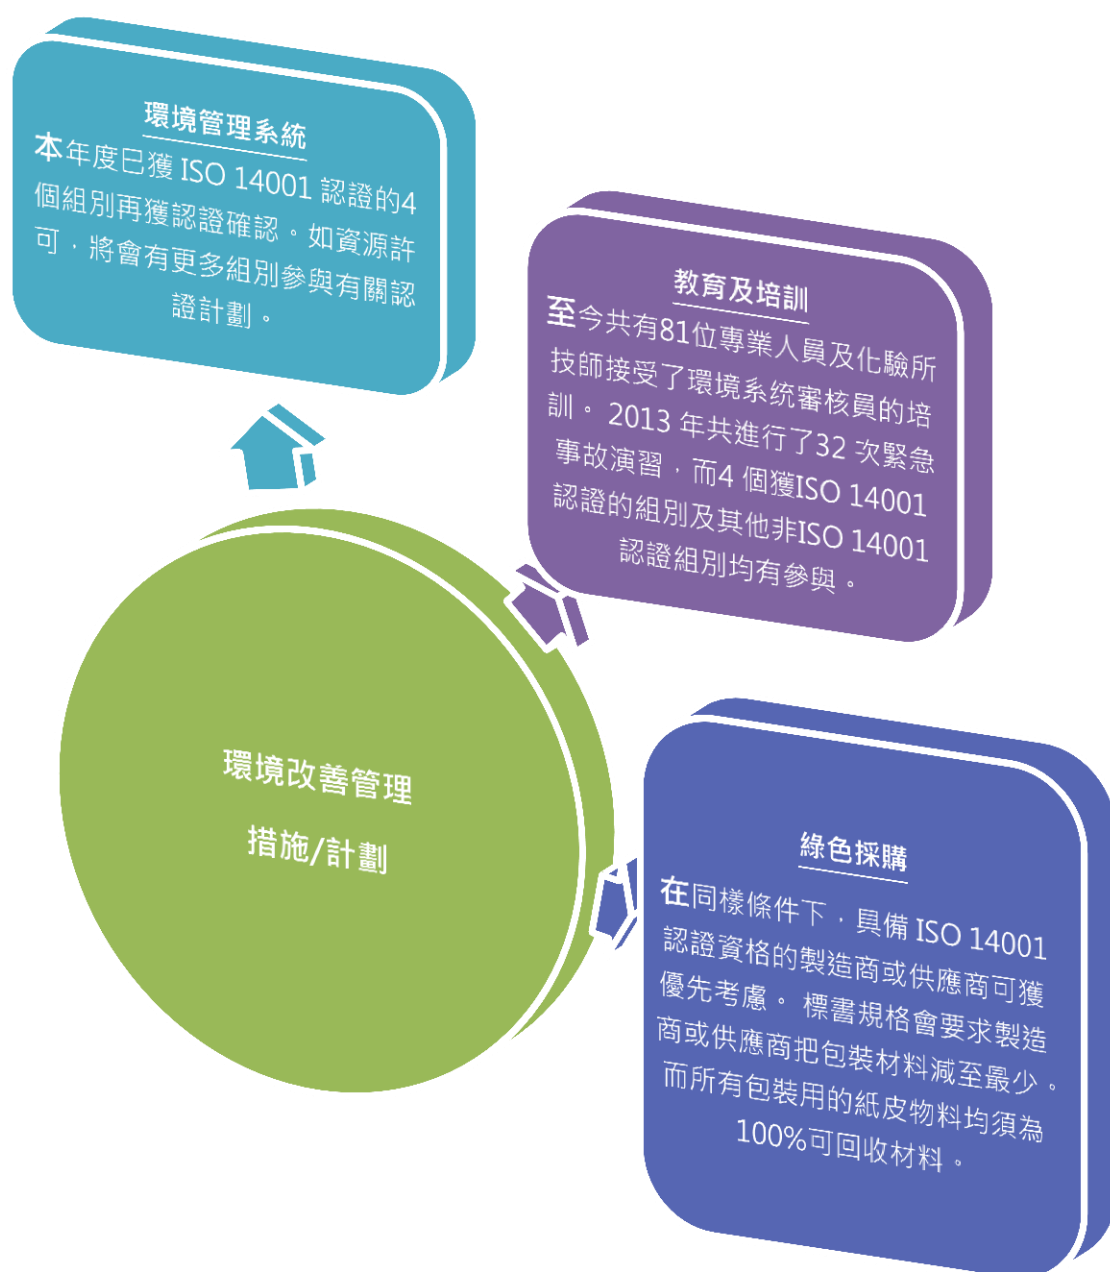 環境管理系統
本年度已獲 ISO 14001 認證的4
個組別再獲認證確認。如資源許
可，將會有更多組別參與有關認
證計劃。
教育及培訓
至今共有81位專業人員及化驗所
技師接受了環境系統審核員的培
訓。 2013 年共進行了32 次緊急
事故演習，而4 個獲ISO 14001
認證的組別及其他非ISO 14001
認證組別均有參與。
環境改善管理
措施/計劃
綠色採購
在同樣條件下，具備 ISO 14001
認證資格的製造商或供應商可獲
優先考慮。 標書規格會要求製造
商或供應商把包裝材料減至最少。
而所有包裝用的紙皮物料均須為
100%可回收材料。